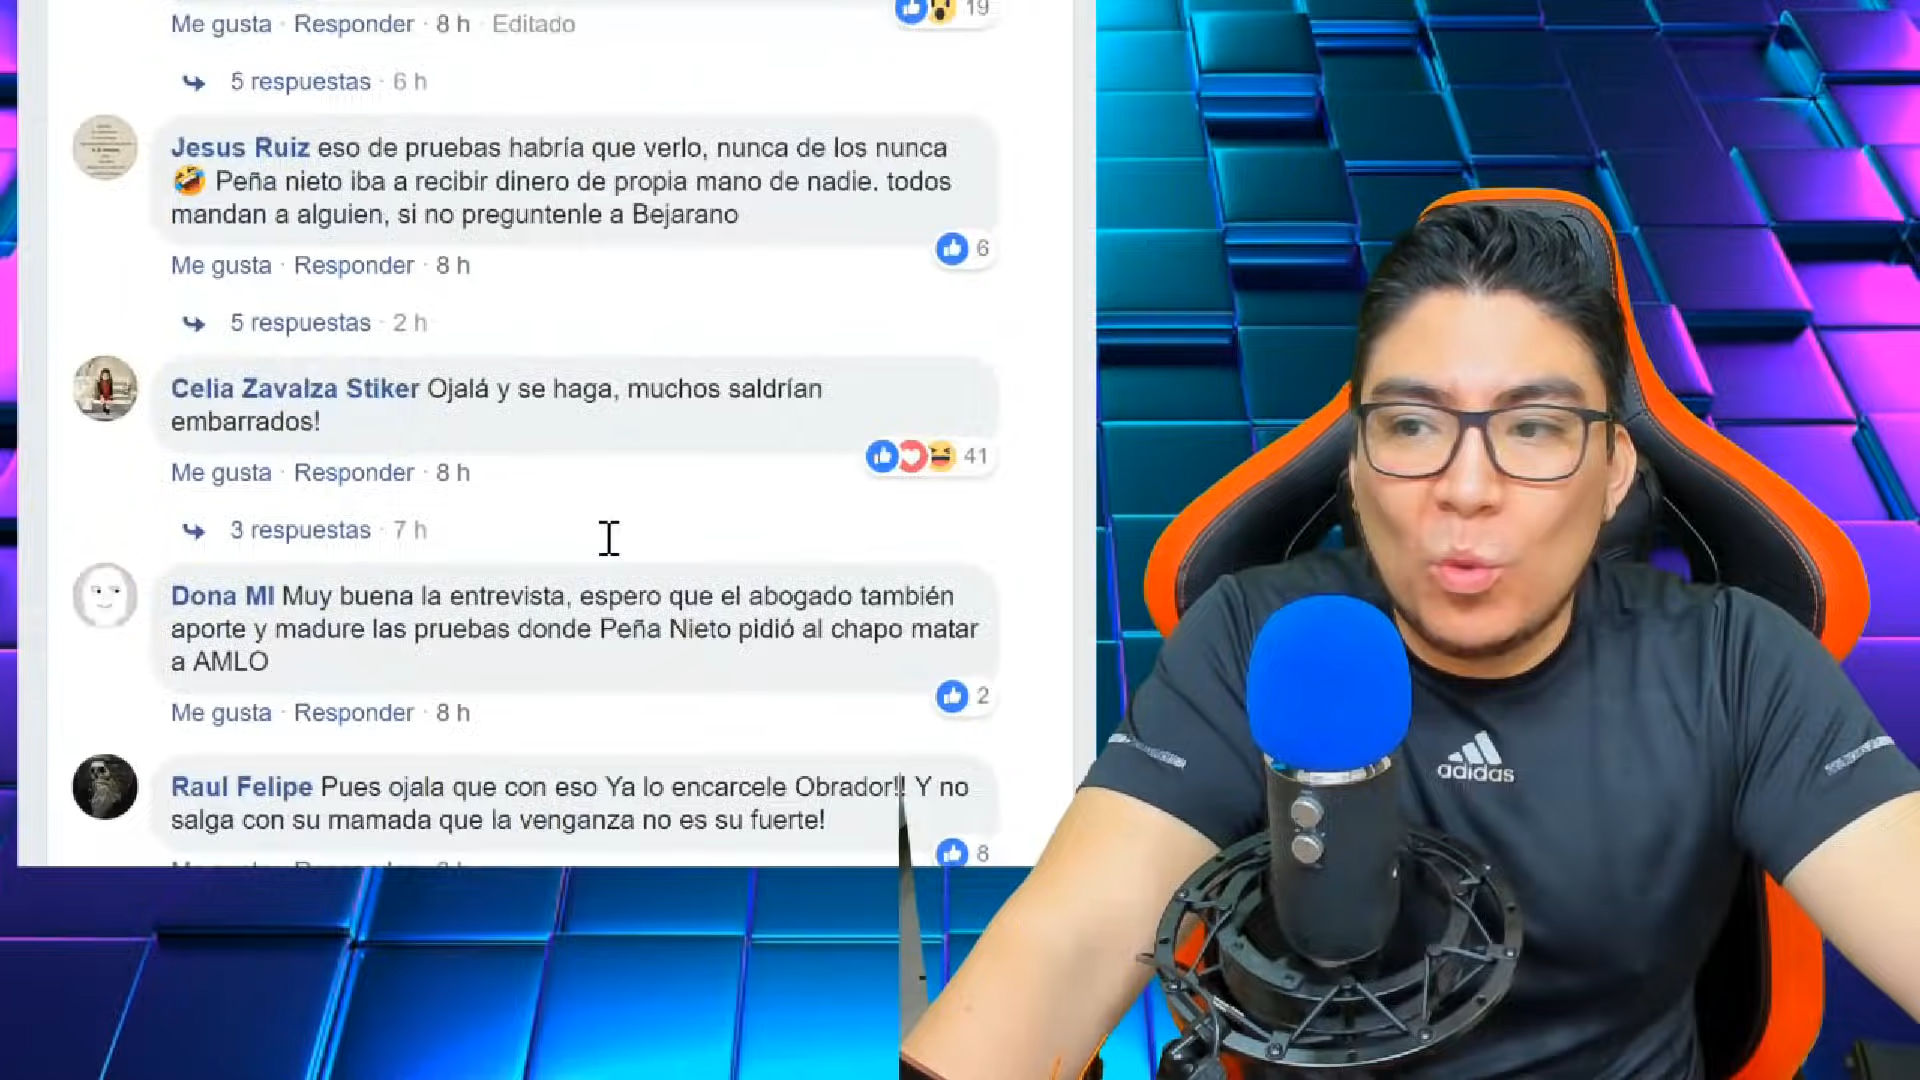 Me gusta · Responder · 8 h · Editado
19
5 respuestas · 6 h
Jesus Ruiz eso de pruebas habría que verlo, nunca de los nunca
🤣 Peña nieto iba a recibir dinero de propia mano de nadie. todos
mandan a alguien, si no preguntenle a Bejarano
6
Me gusta · Responder · 8 h
5 respuestas · 2 h
Celia Zavalza Stiker Ojalá y se haga, muchos saldrían
embarrados!
41
Me gusta · Responder · 8 h
3 respuestas · 7 h
Dona MI Muy buena la entrevista, espero que el abogado también
aporte y madure las pruebas donde Peña Nieto pidió al chapo matar
a AMLO
2
Me gusta · Responder · 8 h
Raul Felipe Pues ojala que con eso Ya lo encarcele Obrador!! Y no
salga con su mamada que la venganza no es su fuerte!
8
adidas